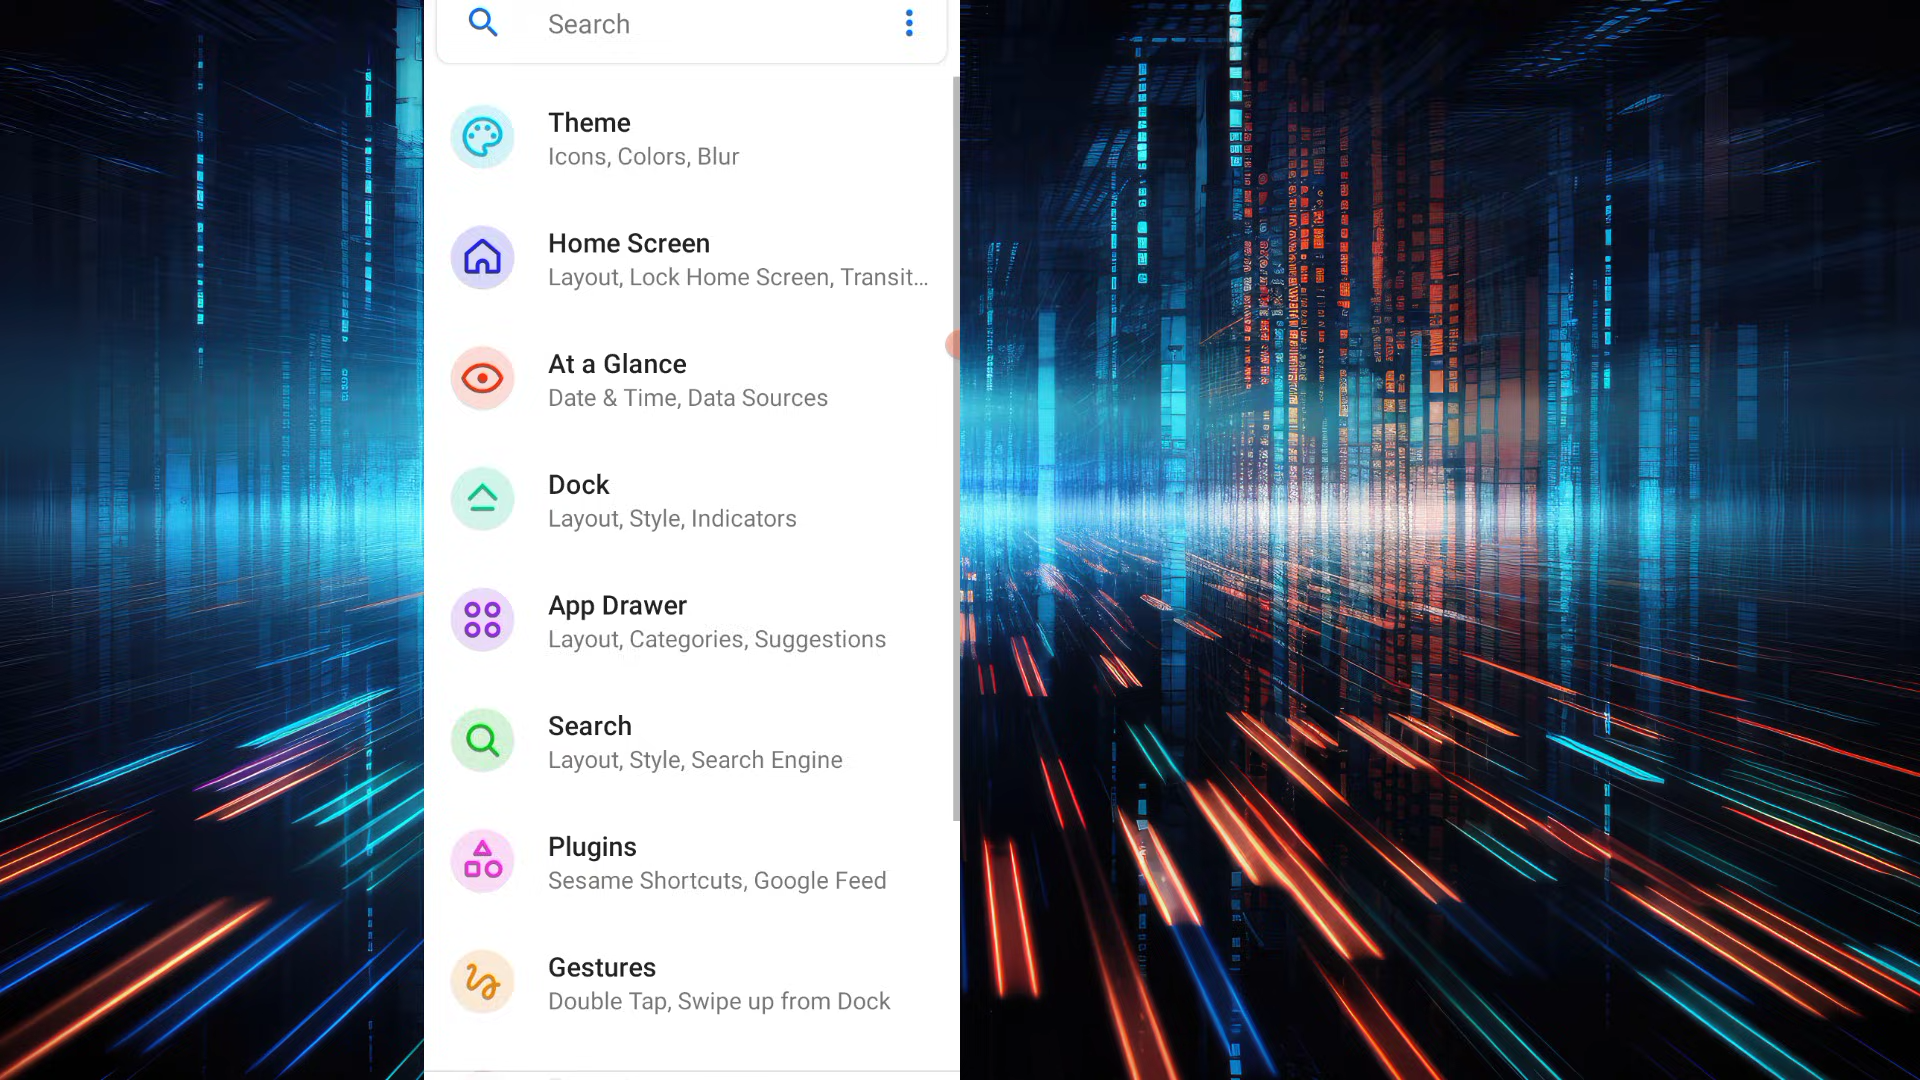 Search
Theme
Icons, Colors, Blur
Home Screen
Layout, Lock Home Screen, Transit...
At a Glance
Date & Time, Data Sources
Dock
Layout, Style, Indicators
App Drawer
Layout, Categories, Suggestions
Search
Layout, Style, Search Engine
Plugins
Sesame Shortcuts, Google Feed
Gestures
Double Tap, Swipe up from Dock